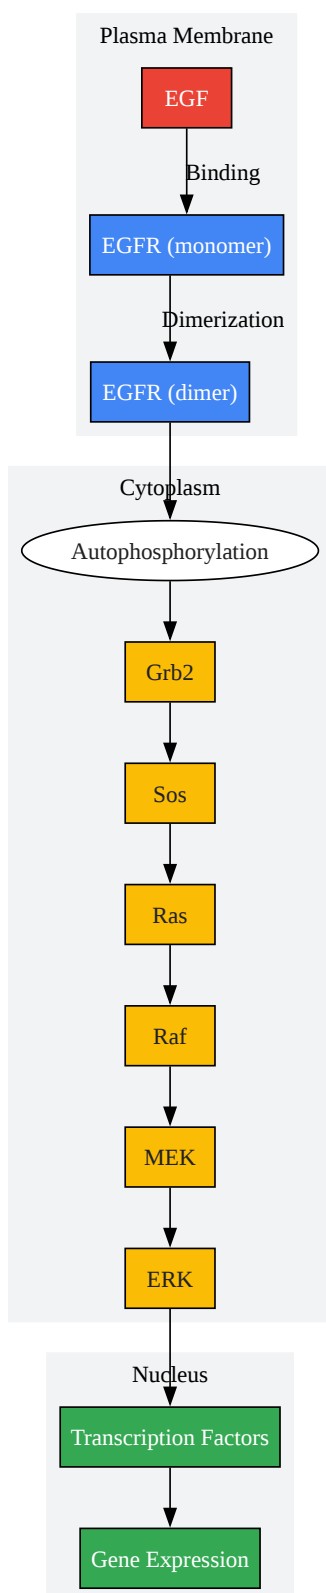 Plasma Membrane
EGF
Binding
EGFR (monomer)
Dimerization
EGFR (dimer)
Cytoplasm
Autophosphorylation
Grb2
Sos
Ras
Raf
MEK
ERK
Nucleus
Transcription Factors
Gene Expression